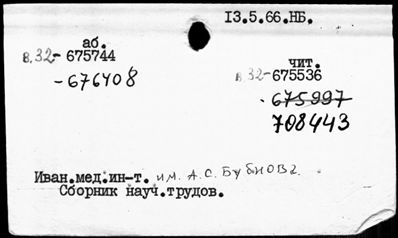 13.5.66.НБ.
аб.
в.32-675744
-676408
чит.
в.32-675536
675997
708443
Иван.мед.ин-т. им. А.С. Бубнова.
Сборник науч.трудов.